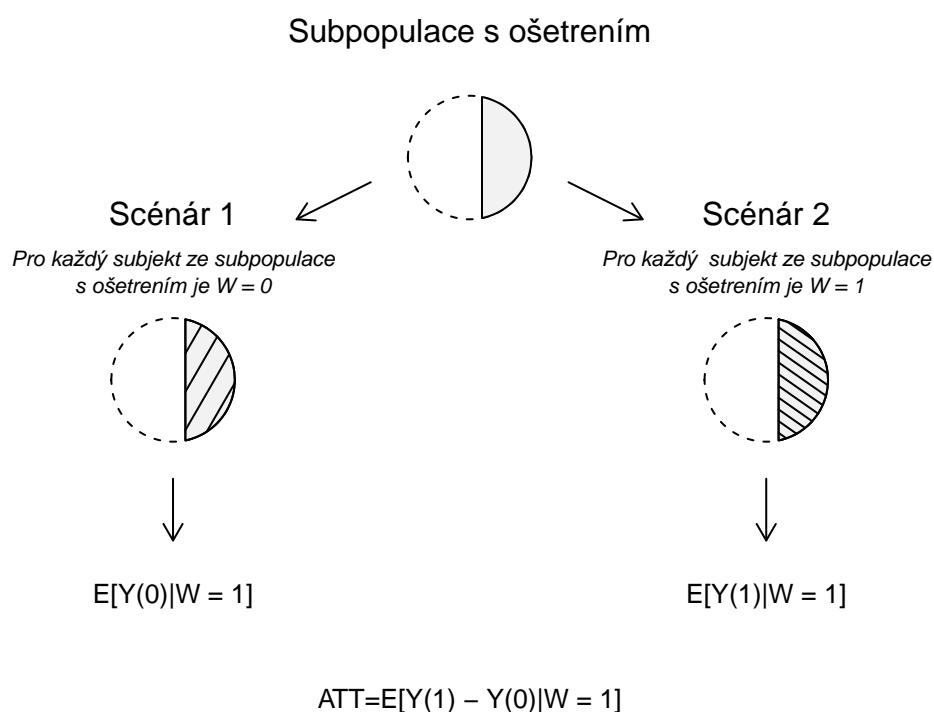 Subpopulace s ošetrením
Scénár 1
Pro každý subjekt ze subpopulace
s ošetrením je W = 0
Scénár 2
Pro každý  subjekt ze subpopulace
s ošetrením je W = 1
E[Y(0)|W = 1]
E[Y(1)|W = 1]
ATT=E[Y(1) − Y(0)|W = 1]